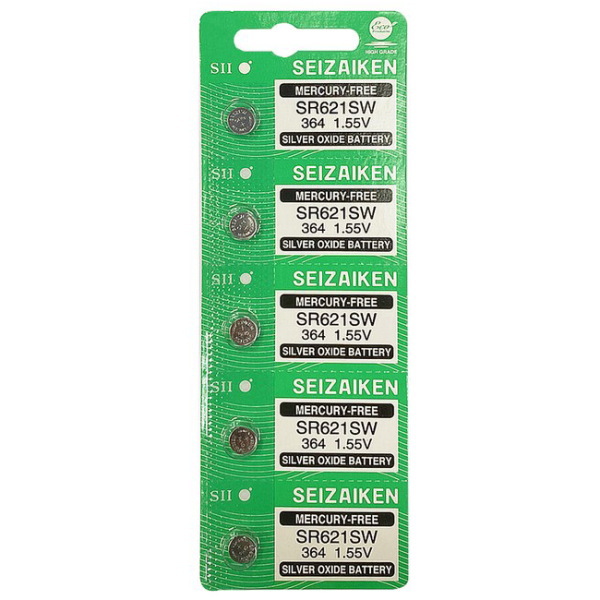 Eco
Products
HIGH GRADE
SII
SEIZAIKEN
MERCURY-FREE
SR621SW
364 1.55V
SILVER OXIDE BATTERY
SII
SEIZAIKEN
MERCURY-FREE
SR621SW
364 1.55V
SILVER OXIDE BATTERY
SII
SEIZAIKEN
MERCURY-FREE
SR621SW
364 1.55V
SILVER OXIDE BATTERY
SII
SEIZAIKEN
MERCURY-FREE
SR621SW
364 1.55V
SILVER OXIDE BATTERY
SII
SEIZAIKEN
MERCURY-FREE
SR621SW
364 1.55V
SILVER OXIDE BATTERY